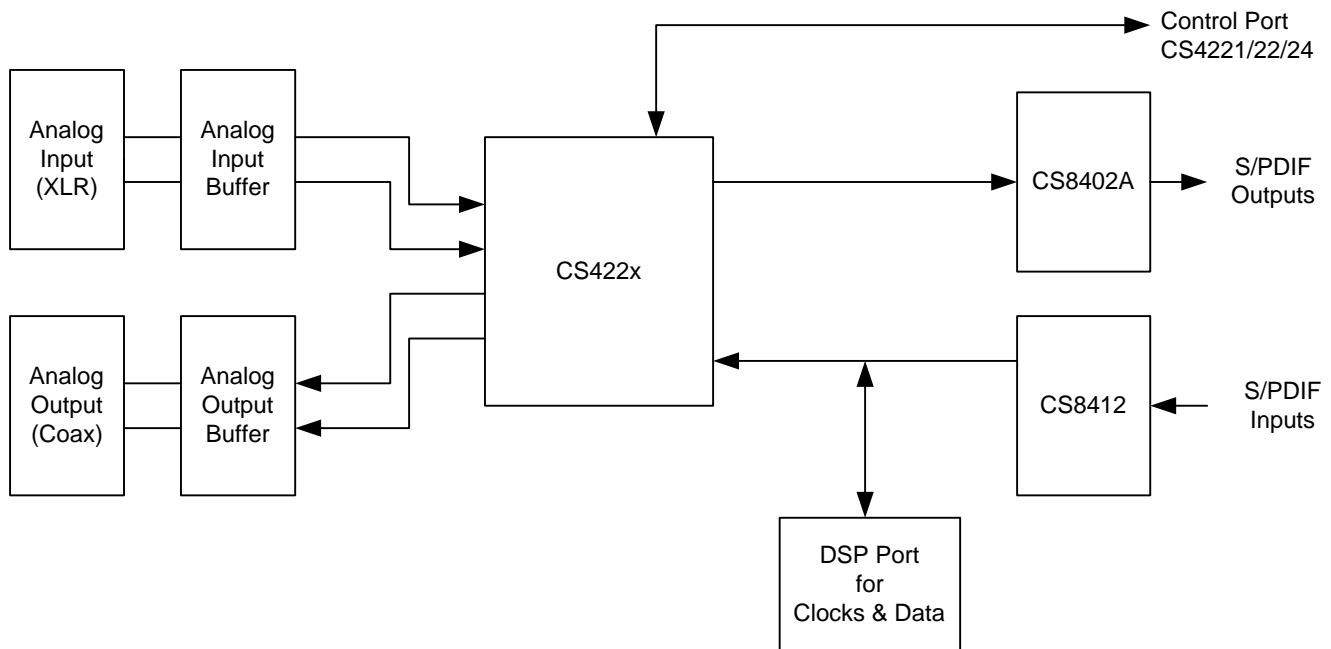 Control Port
CS4221/22/24
Analog
Input
(XLR)
Analog
Input
Buffer
CS422x
CS8402A
S/PDIF
Outputs
Analog
Output
(Coax)
Analog
Output
Buffer
CS8412
S/PDIF
Inputs
DSP Port
for
Clocks & Data